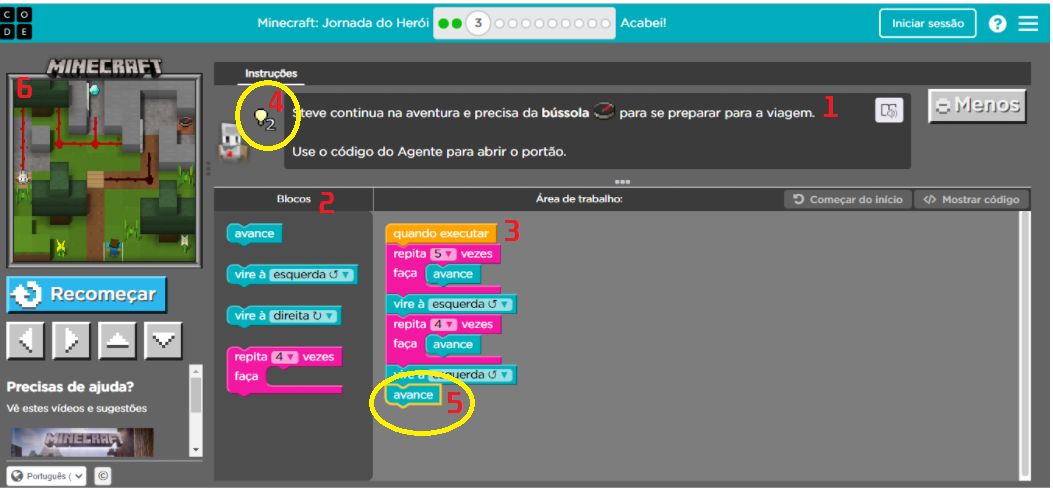 C O
D E
Minecraft: Jornada do Herói 3 Acabei!
Iniciar sessão
?
MINECRAFT
6
Instruções
4
2
Steve continua na aventura e precisa da bússola para se preparar para a viagem. 1
Use o código do Agente para abrir o portão.
Menos
Blocos 2
Área de trabalho:
Começar do início
</> Mostrar código
avance
vire à esquerda ↺ ▾
vire à direita ↻ ▾
repita 4 ▾ vezes
faça
quando executar 3
repita 5 ▾ vezes
faça avance
vire à esquerda ↺ ▾
repita 4 ▾ vezes
faça avance
vire à esquerda ↺ ▾
avance 5
Recomeçar
Precisas de ajuda?
Vê estes vídeos e sugestões
MINECRAFT
Português (
©